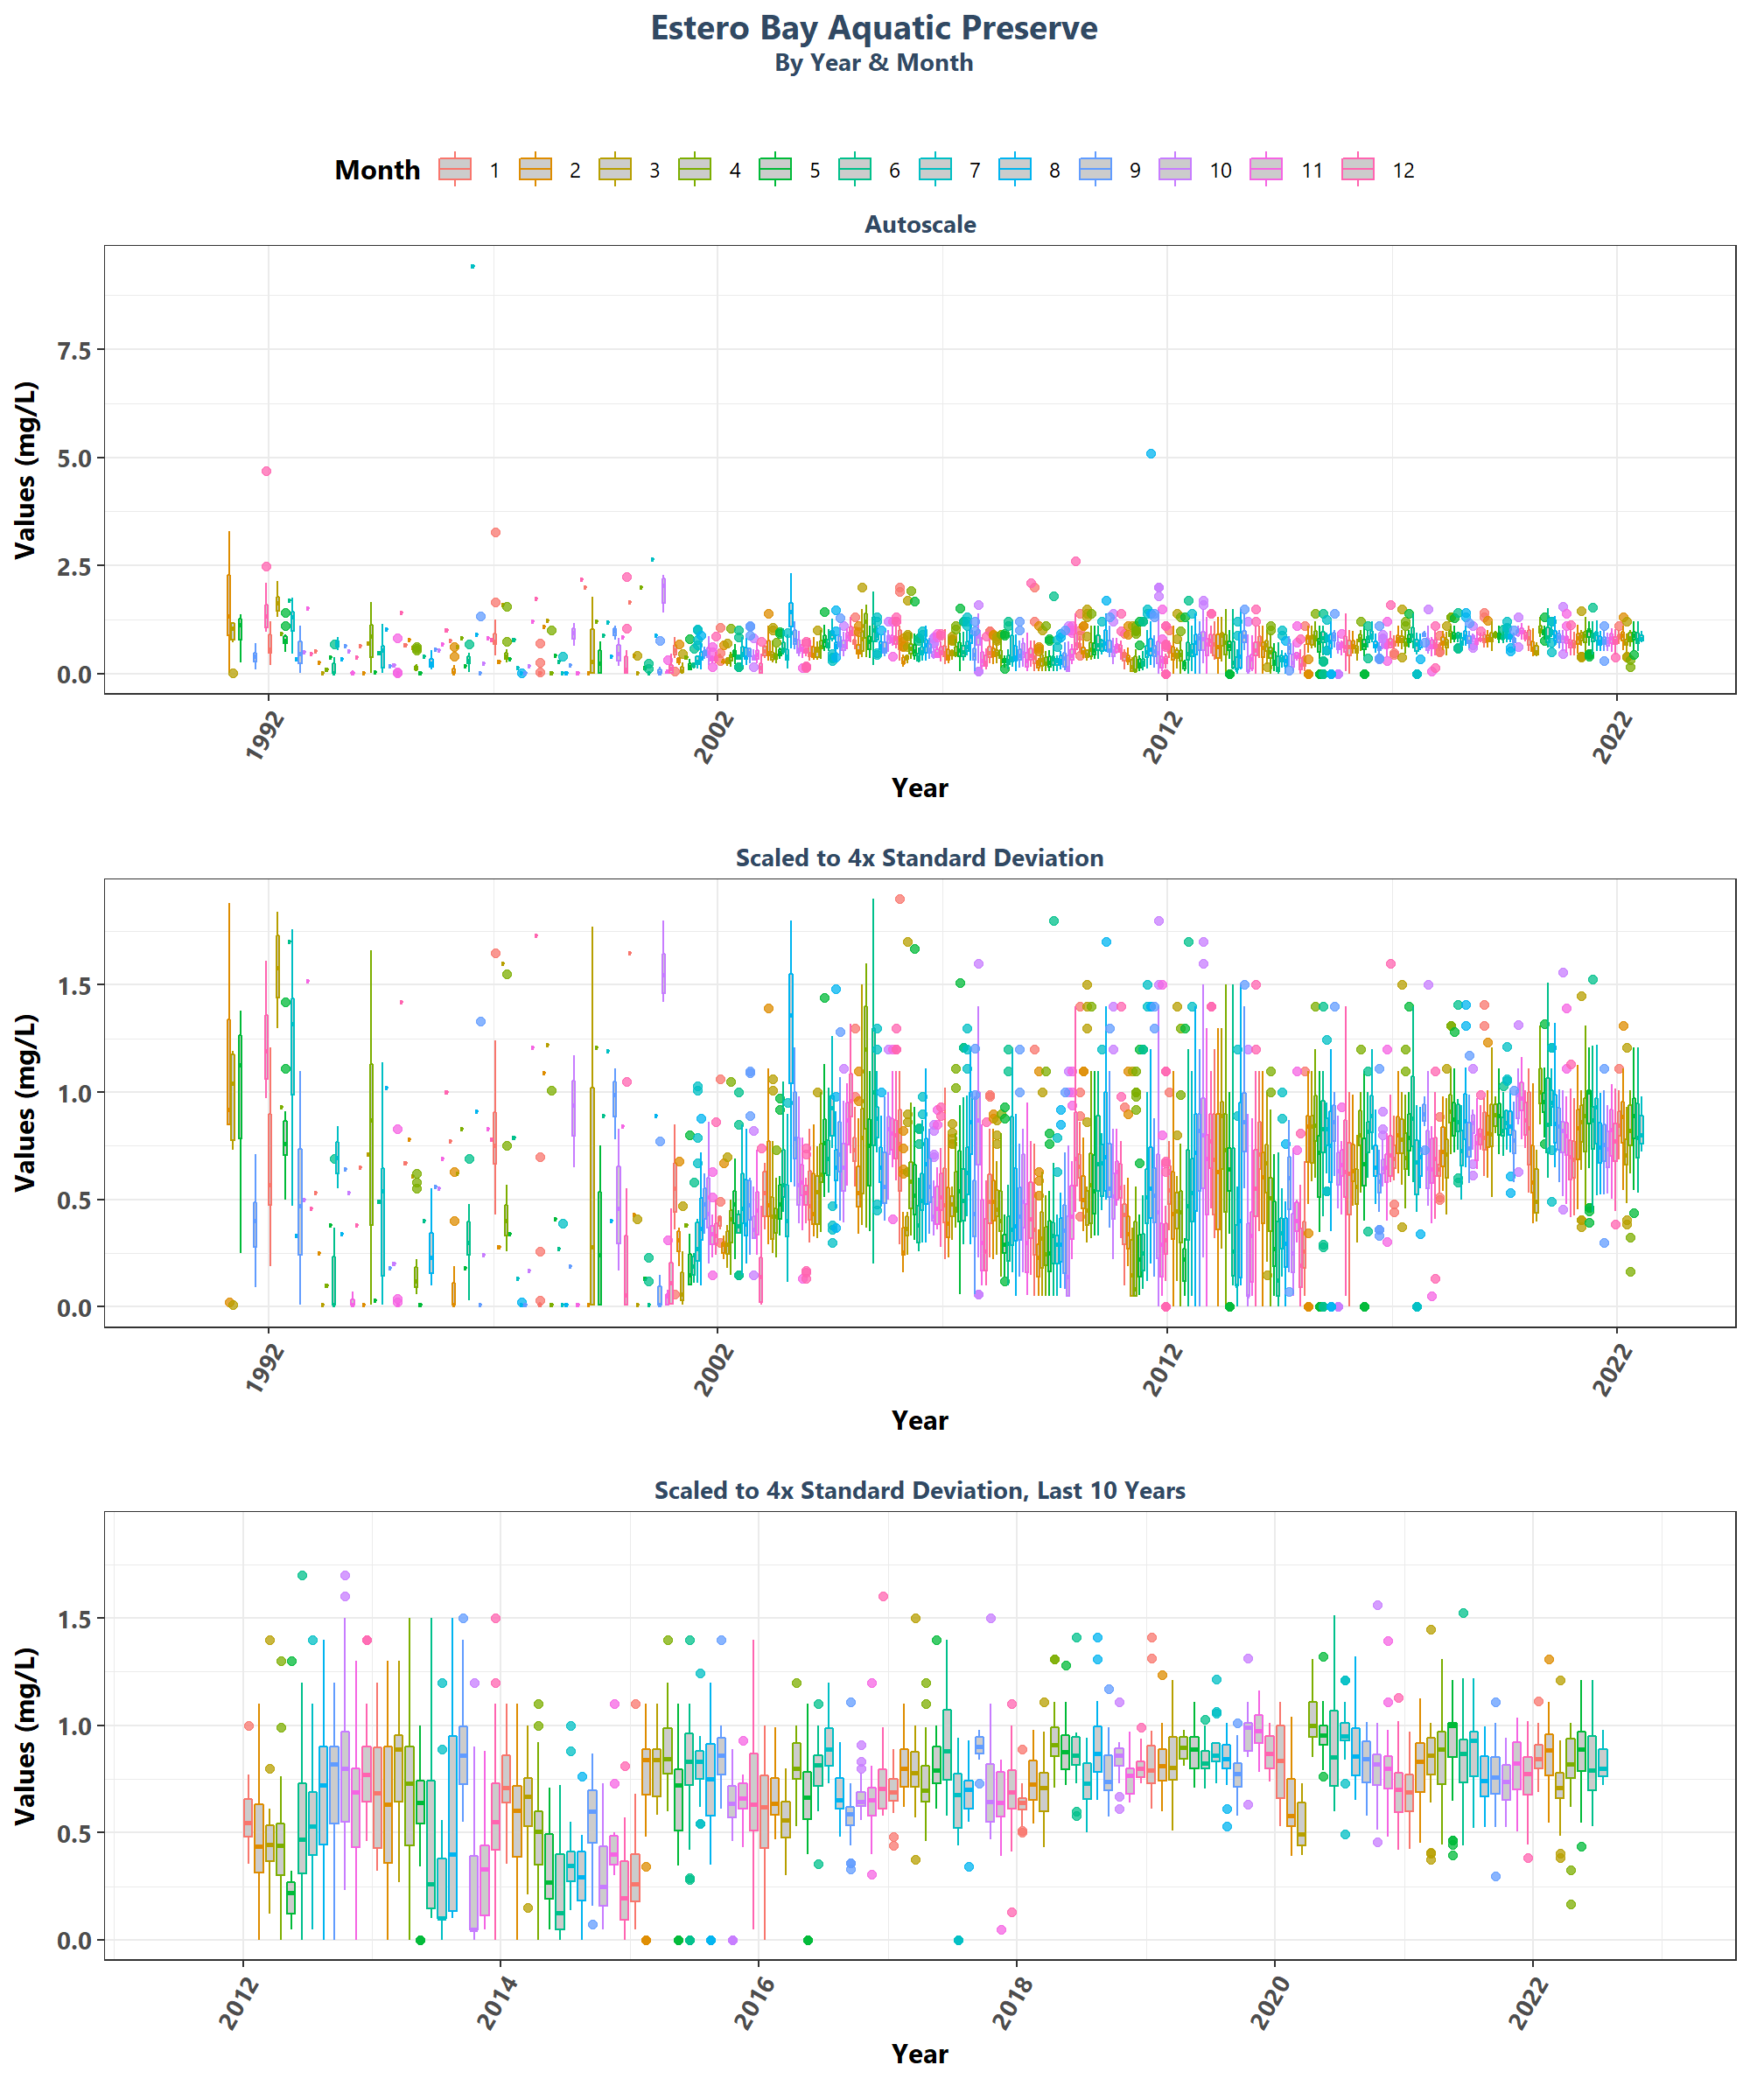 Estero Bay Aquatic Preserve
By Year & Month
Month 1 2 3 4 5 6 7 8 9 10 11 12
Autoscale
Values (mg/L)
7.5
5.0
2.5
0.0
1992 2002 2012 2022
Year
Scaled to 4x Standard Deviation
Values (mg/L)
1.5
1.0
0.5
0.0
1992 2002 2012 2022
Year
Scaled to 4x Standard Deviation, Last 10 Years
Values (mg/L)
1.5
1.0
0.5
0.0
2012 2014 2016 2018 2020 2022
Year